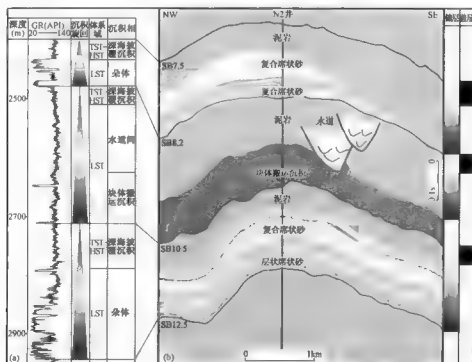 深度 GR(API) 沉积 体系 沉积相
(m) 20 140 旋回 域
TST-HST 深海披覆沉积
LST 朵体
TST-HST 深海披覆沉积
2500
水道间
LST
块体搬运沉积
2700
TST-HST 深海披覆沉积
LST 朵体
2900
(a)
NW N2井 SE
泥岩
SB7.5
复合席状砂
复合席状砂
泥岩 水道
SB8.2
块体搬运沉积
泥岩
复合席状砂
SB10.5
层状席状砂
SB12.5
(b)
0 1km